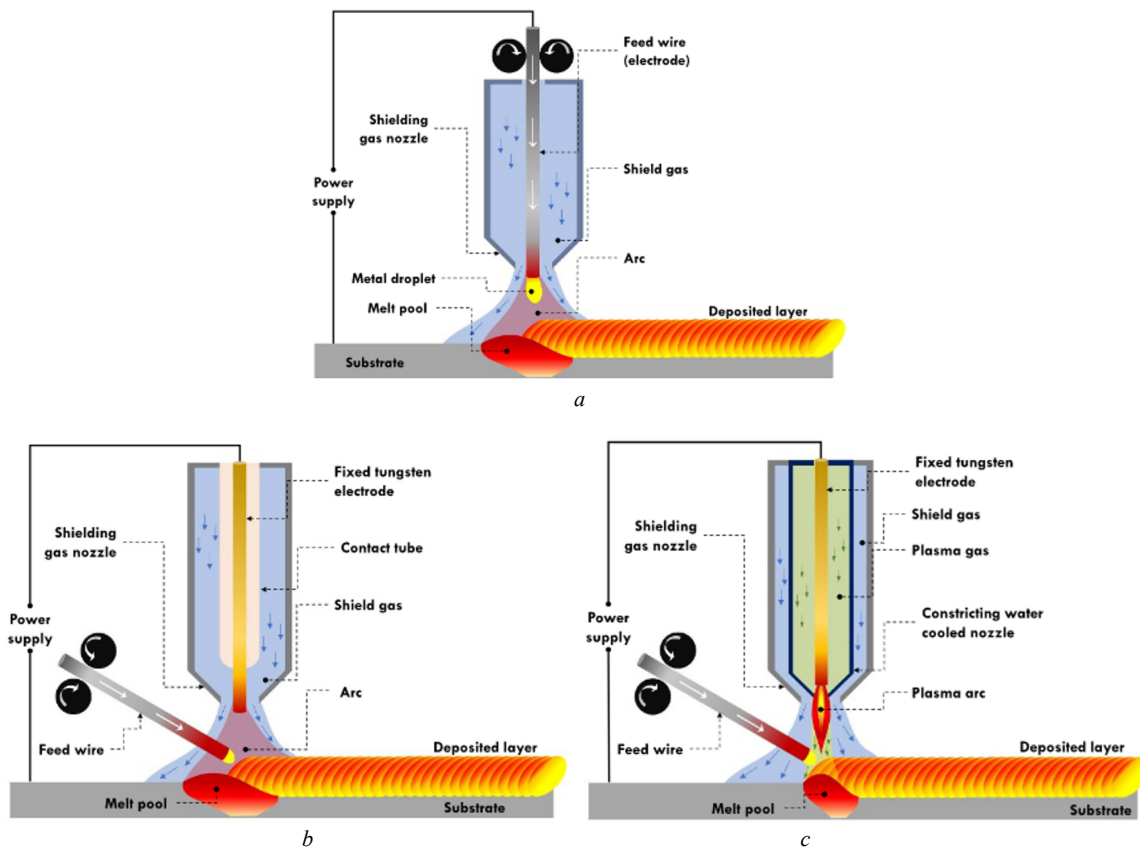 Feed wire
(electrode)
Shielding
gas nozzle
Shield gas
Power
supply
Arc
Metal droplet
Melt pool
Deposited layer
Substrate
a
Fixed tungsten
electrode
Shielding
gas nozzle
Contact tube
Shield gas
Power
supply
Arc
Feed wire
Deposited layer
Melt pool
Substrate
b
Fixed tungsten
electrode
Shield gas
Shielding
gas nozzle
Plasma gas
Power
supply
Constricting water
cooled nozzle
Plasma arc
Feed wire
Deposited layer
Melt pool
Substrate
c